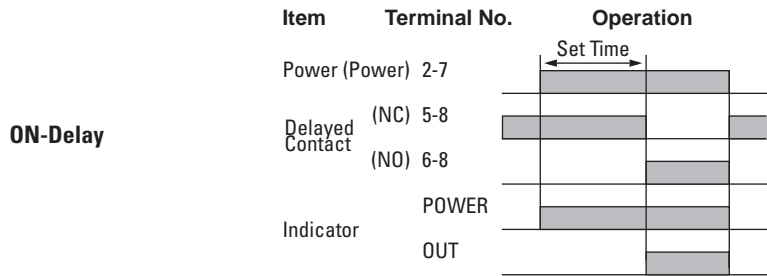 Item Terminal No. Operation
Set Time
Power (Power) 2-7
ON-Delay
Delayed
Contact
(NC) 5-8
(NO) 6-8
Indicator
POWER
OUT